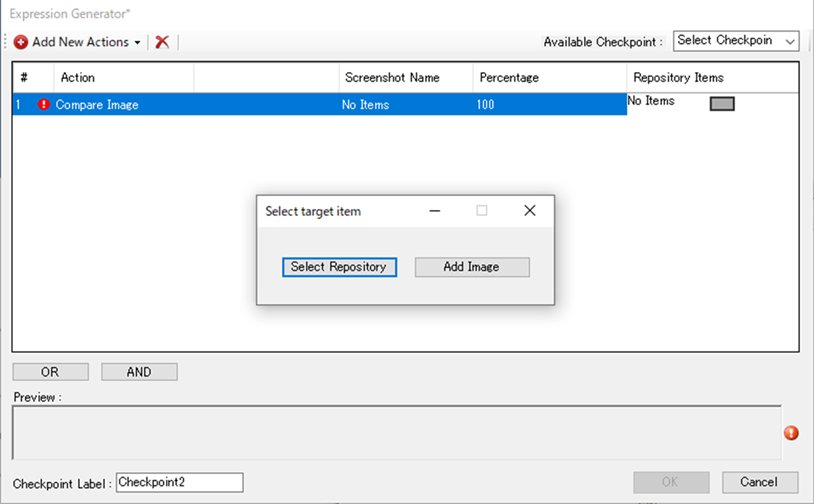 Expression Generator*
Add New Actions
Available Checkpoint :
Select Checkpoin
# Action Screenshot Name Percentage Repository Items
1 Compare Image No Items 100 No Items
Select target item
Select Repository Add Image
OR AND
Preview :
Checkpoint Label : Checkpoint2
OK Cancel